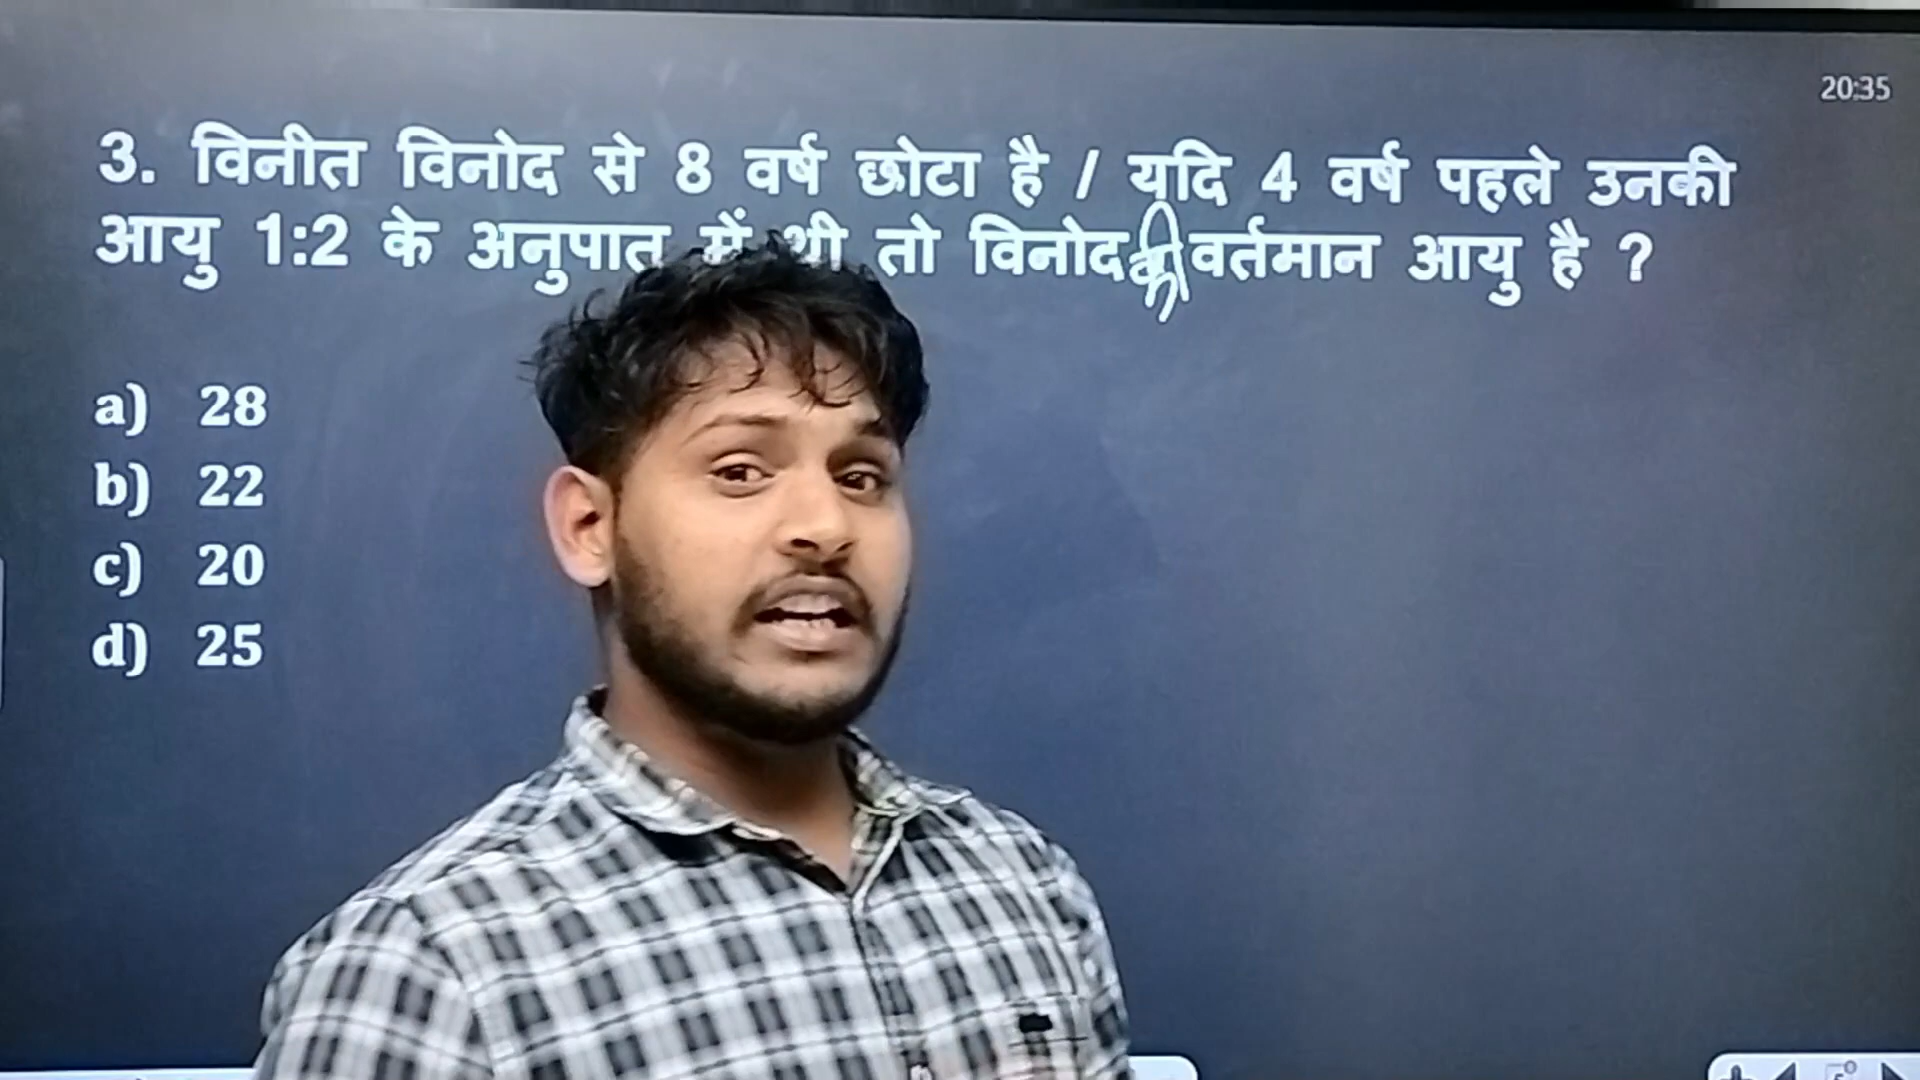 20:35
3. विनीत विनोद से 8 वर्ष छोटा है / यदि 4 वर्ष पहले उनकी
आयु 1:2 के अनुपात में थी तो विनोद की वर्तमान आयु है ?
a) 28
b) 22
c) 20
d) 25